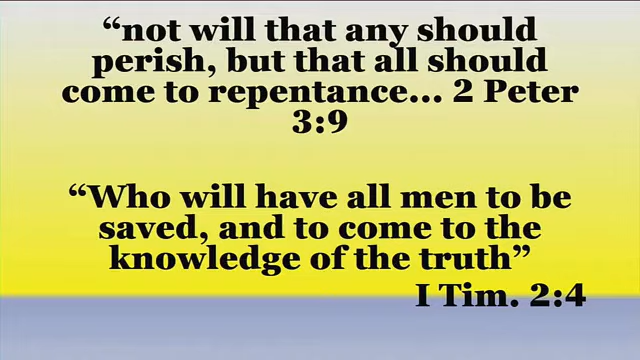 “not will that any should
perish, but that all should
come to repentance... 2 Peter
3:9
“Who will have all men to be
saved, and to come to the
knowledge of the truth”
I Tim. 2:4